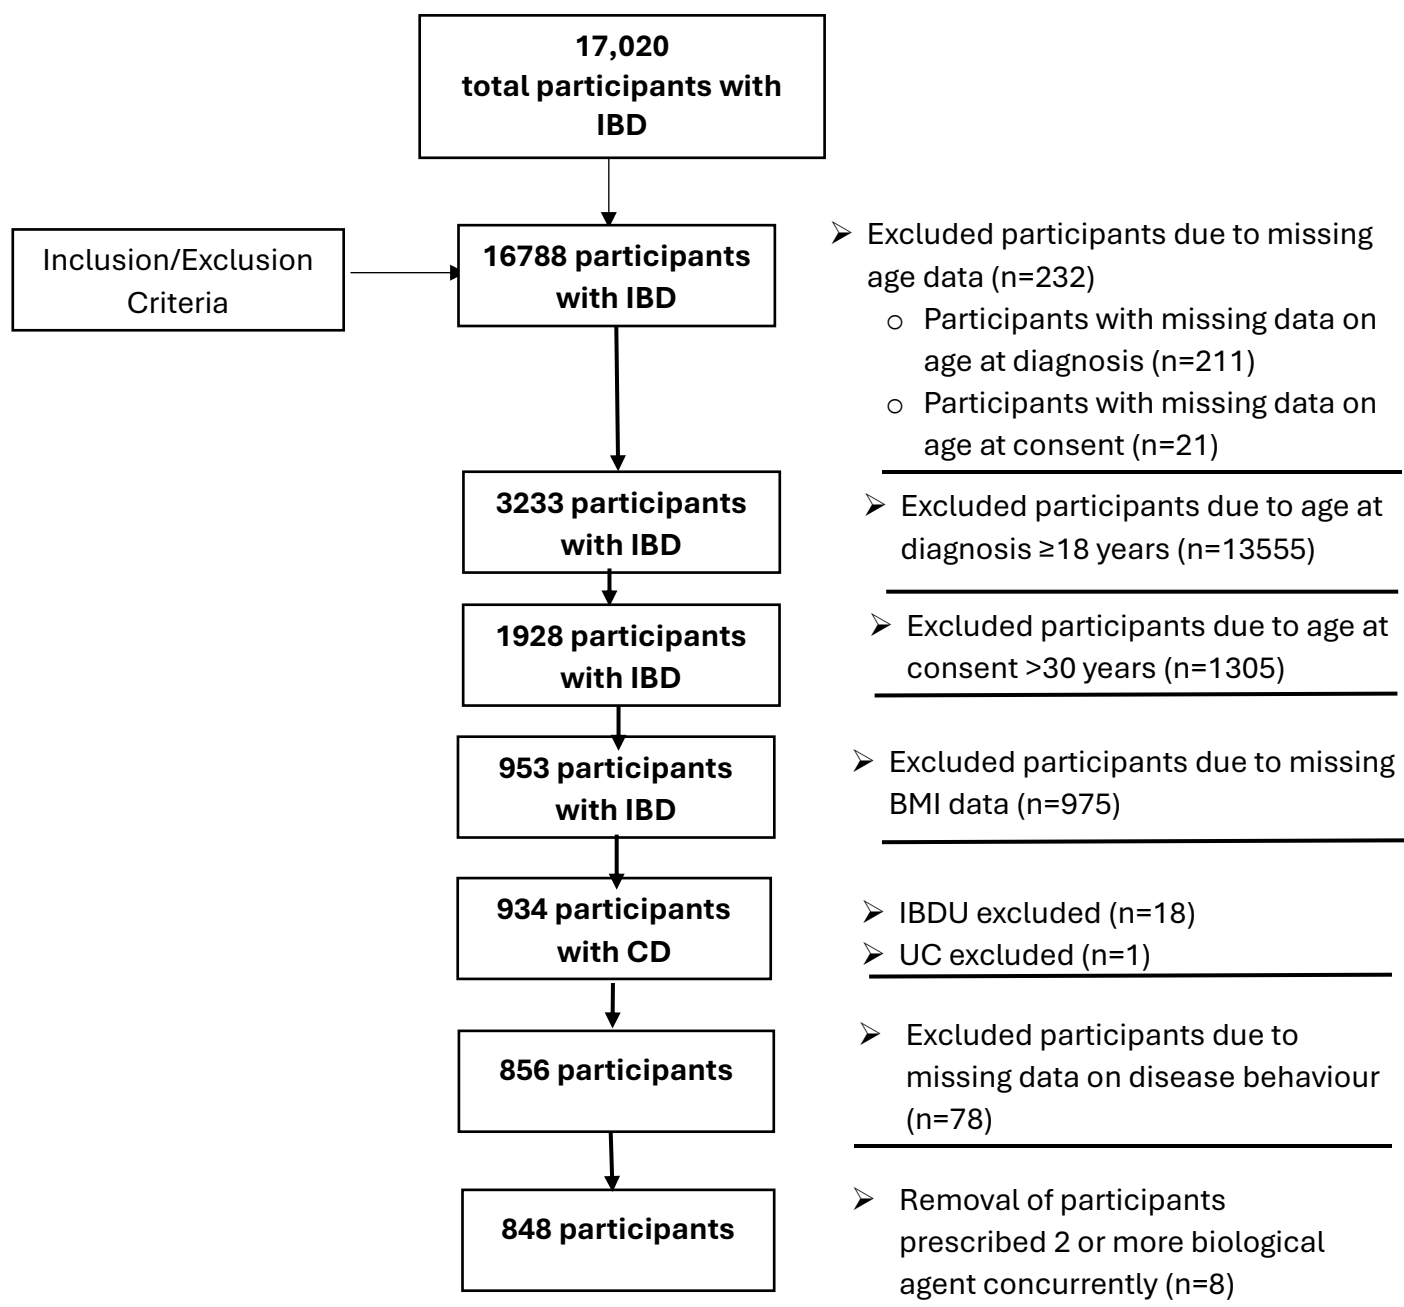 17,020
total participants with
IBD
Inclusion/Exclusion
Criteria
16788 participants
with IBD
➢ Excluded participants due to missing
age data (n=232)
o Participants with missing data on
age at diagnosis (n=211)
o Participants with missing data on
age at consent (n=21)
3233 participants
with IBD
➢ Excluded participants due to age at
diagnosis ≥18 years (n=13555)
1928 participants
with IBD
➢ Excluded participants due to age at
consent >30 years (n=1305)
953 participants
with IBD
➢ Excluded participants due to missing
BMI data (n=975)
934 participants
with CD
➢ IBDU excluded (n=18)
➢ UC excluded (n=1)
856 participants
➢ Excluded participants due to
missing data on disease behaviour
(n=78)
848 participants
➢ Removal of participants
prescribed 2 or more biological
agent concurrently (n=8)